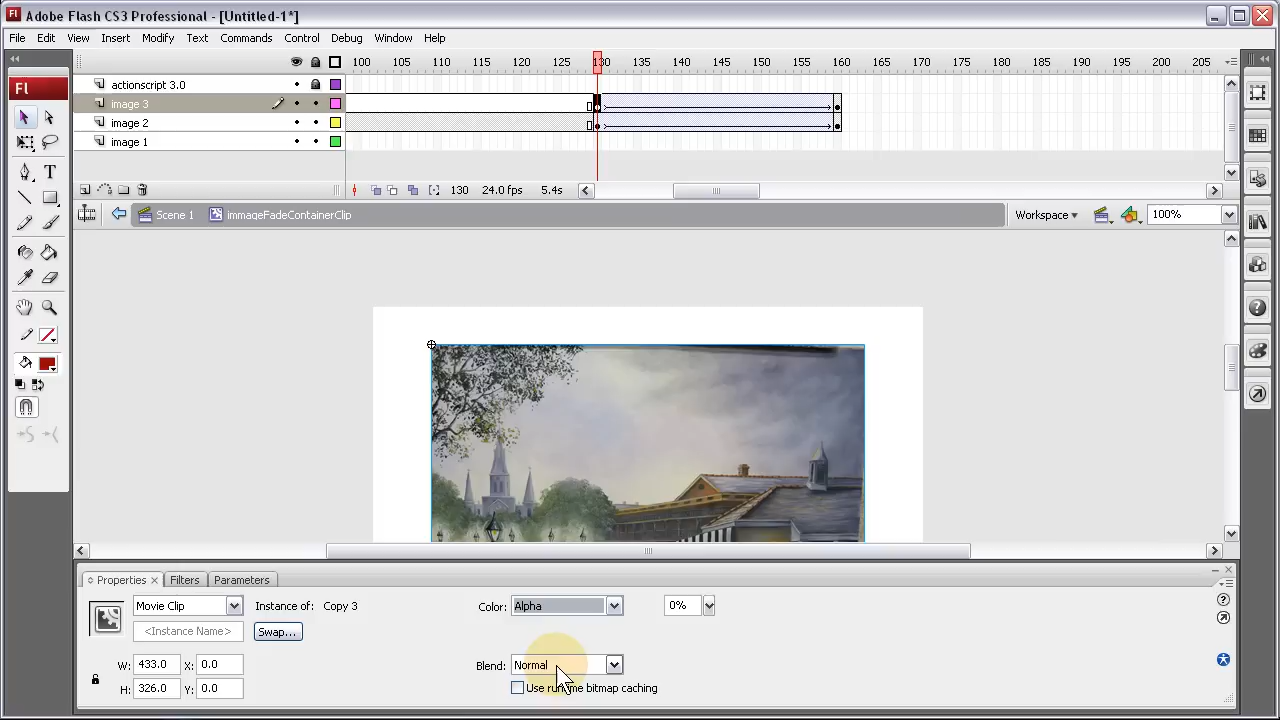 Adobe Flash CS3 Professional - [Untitled-1*]
File Edit View Insert Modify Text Commands Control Debug Window Help
100 105 110 115 120 125 130 135 140 145 150 155 160 165 170 175 180 185 190 195 200 205
Fl
actionscript 3.0
image 3
image 2
image 1
130 24.0 fps 5.4s
Scene 1 immageFadeContainerClip Workspace 100%
Properties × Filters Parameters
Movie Clip Instance of: Copy 3 Color: Alpha 0%
<Instance Name> Swap...
W: 433.0 X: 0.0 Blend: Normal
H: 326.0 Y: 0.0 Use bitmap caching